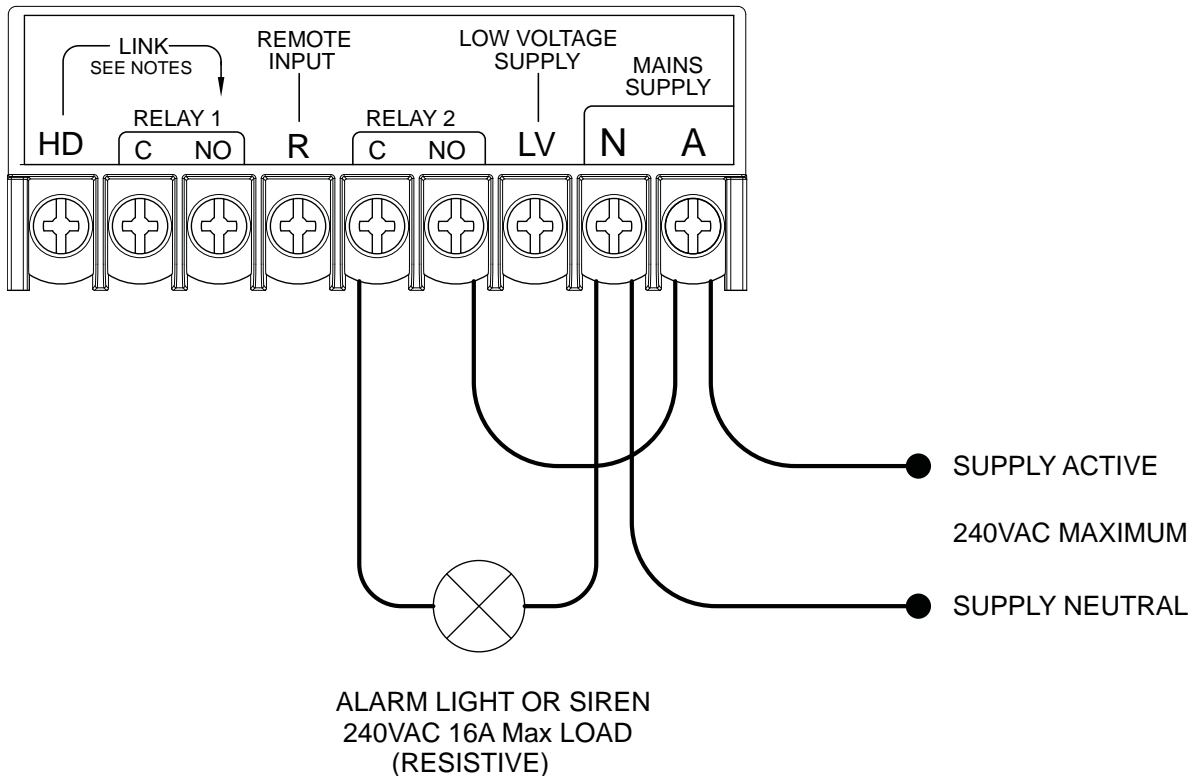 LINK
SEE NOTES
REMOTE
INPUT
LOW VOLTAGE
SUPPLY
MAINS
SUPPLY
RELAY 1
RELAY 2
HD
C
NO
R
C
NO
LV
N
A
SUPPLY ACTIVE
240VAC MAXIMUM
SUPPLY NEUTRAL
ALARM LIGHT OR SIREN
240VAC 16A Max LOAD
(RESISTIVE)